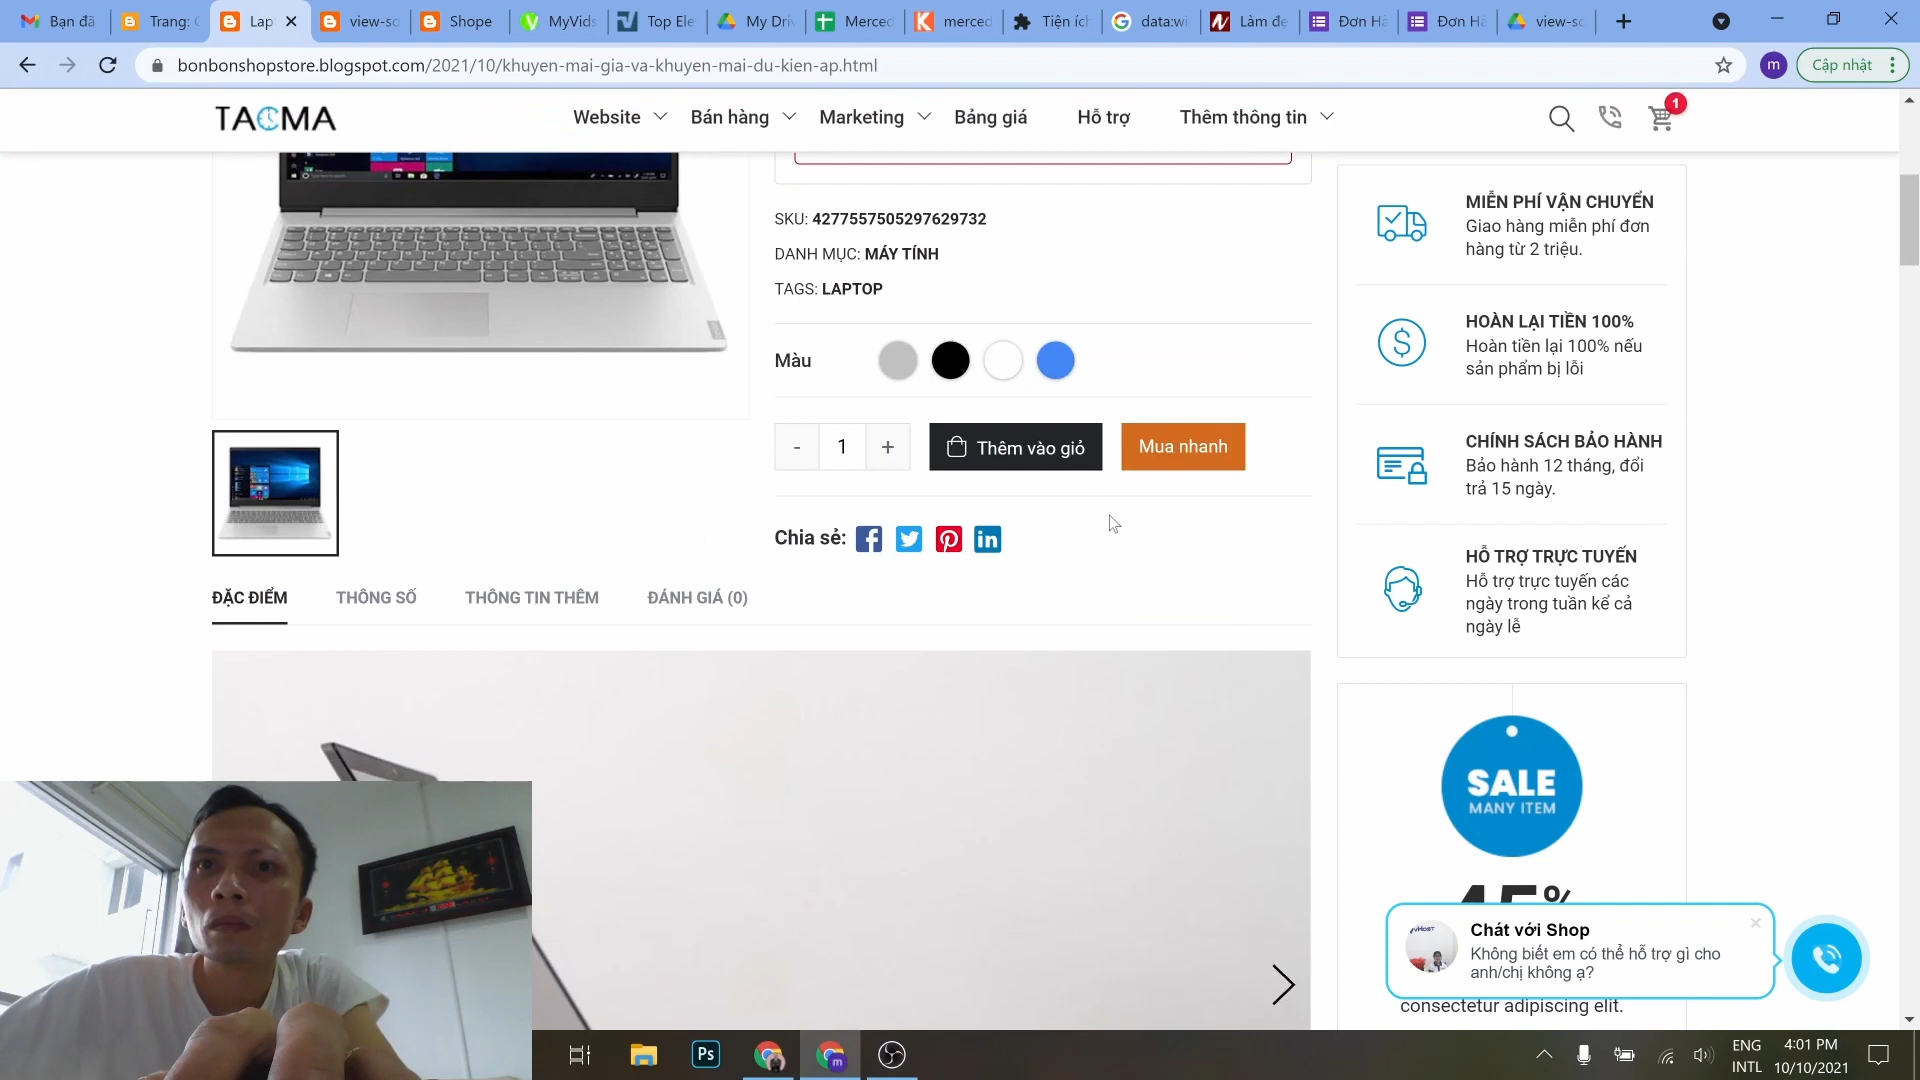 Bạn đã
Trang:
Lap
view-so
Shope
MyVids
Top Ele
My Driv
Merced
merced
Tiện ích
data:wi
Làm đẹ
Đơn Hà
Đơn Hà
view-so
bonbonshopstore.blogspot.com/2021/10/khuyen-mai-gia-va-khuyen-mai-du-kien-ap.html
m
Cập nhật
TACMA
Website
Bán hàng
Marketing
Bảng giá
Hỗ trợ
Thêm thông tin
1
SKU: 4277557505297629732
DANH MỤC: MÁY TÍNH
TAGS: LAPTOP
Màu
- 1 +
Thêm vào giỏ
Mua nhanh
Chia sẻ:
ĐẶC ĐIỂM
THÔNG SỐ
THÔNG TIN THÊM
ĐÁNH GIÁ (0)
MIỄN PHÍ VẬN CHUYỂN
Giao hàng miễn phí đơn
hàng từ 2 triệu.
HOÀN LẠI TIỀN 100%
Hoàn tiền lại 100% nếu
sản phẩm bị lỗi
CHÍNH SÁCH BẢO HÀNH
Bảo hành 12 tháng, đổi
trả 15 ngày.
HỖ TRỢ TRỰC TUYẾN
Hỗ trợ trực tuyến các
ngày trong tuần kể cả
ngày lễ
SALE
MANY ITEM
45%
Chát với Shop
Không biết em có thể hỗ trợ gì cho
anh/chị không ạ?
consectetur adipiscing elit.
Ps
m
ENG
INTL
4:01 PM
10/10/2021